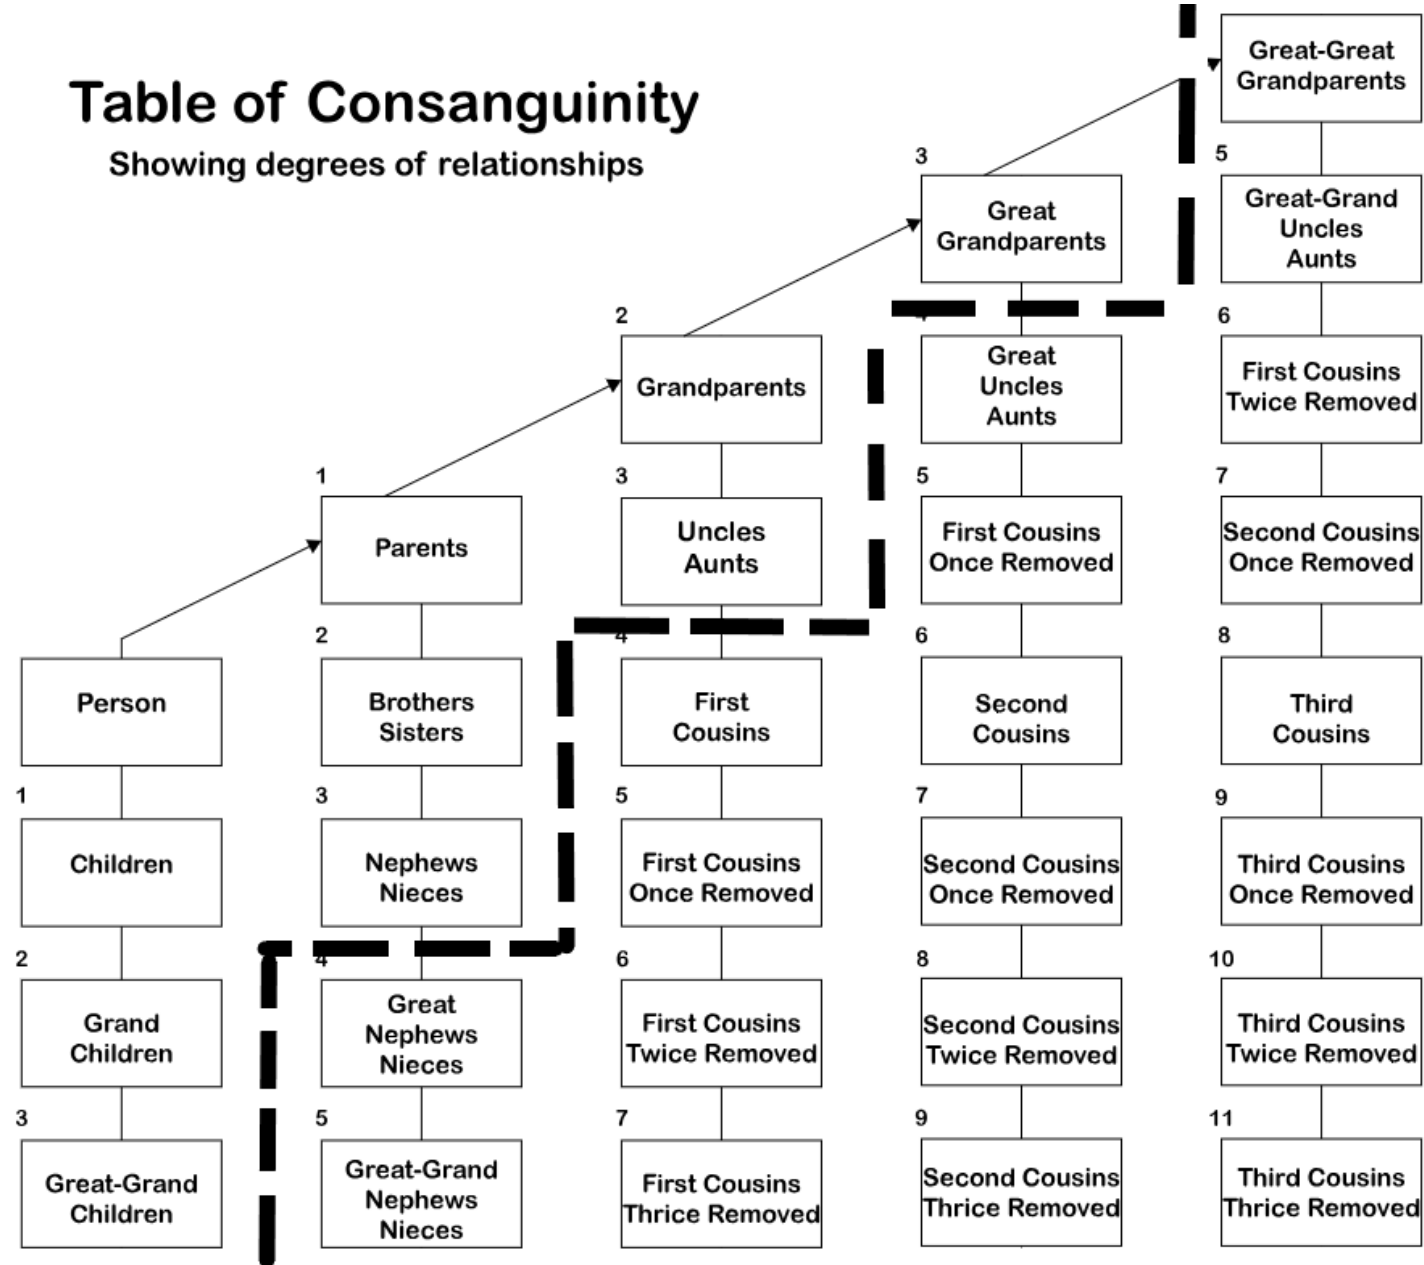 Table of Consanguinity
Showing degrees of relationships
Person
1
Children
2
Grand
Children
3
Great-Grand
Children
1
Parents
2
Brothers
Sisters
3
Nephews
Nieces
4
Great
Nephews
Nieces
5
Great-Grand
Nephews
Nieces
2
Grandparents
3
Uncles
Aunts
4
First
Cousins
5
First Cousins
Once Removed
6
First Cousins
Twice Removed
7
First Cousins
Thrice Removed
3
Great
Grandparents
Great
Uncles
Aunts
5
First Cousins
Once Removed
6
Second
Cousins
7
Second Cousins
Once Removed
8
Second Cousins
Twice Removed
9
Second Cousins
Thrice Removed
Great-Great
Grandparents
5
Great-Grand
Uncles
Aunts
6
First Cousins
Twice Removed
7
Second Cousins
Once Removed
8
Third
Cousins
9
Third Cousins
Once Removed
10
Third Cousins
Twice Removed
11
Third Cousins
Thrice Removed